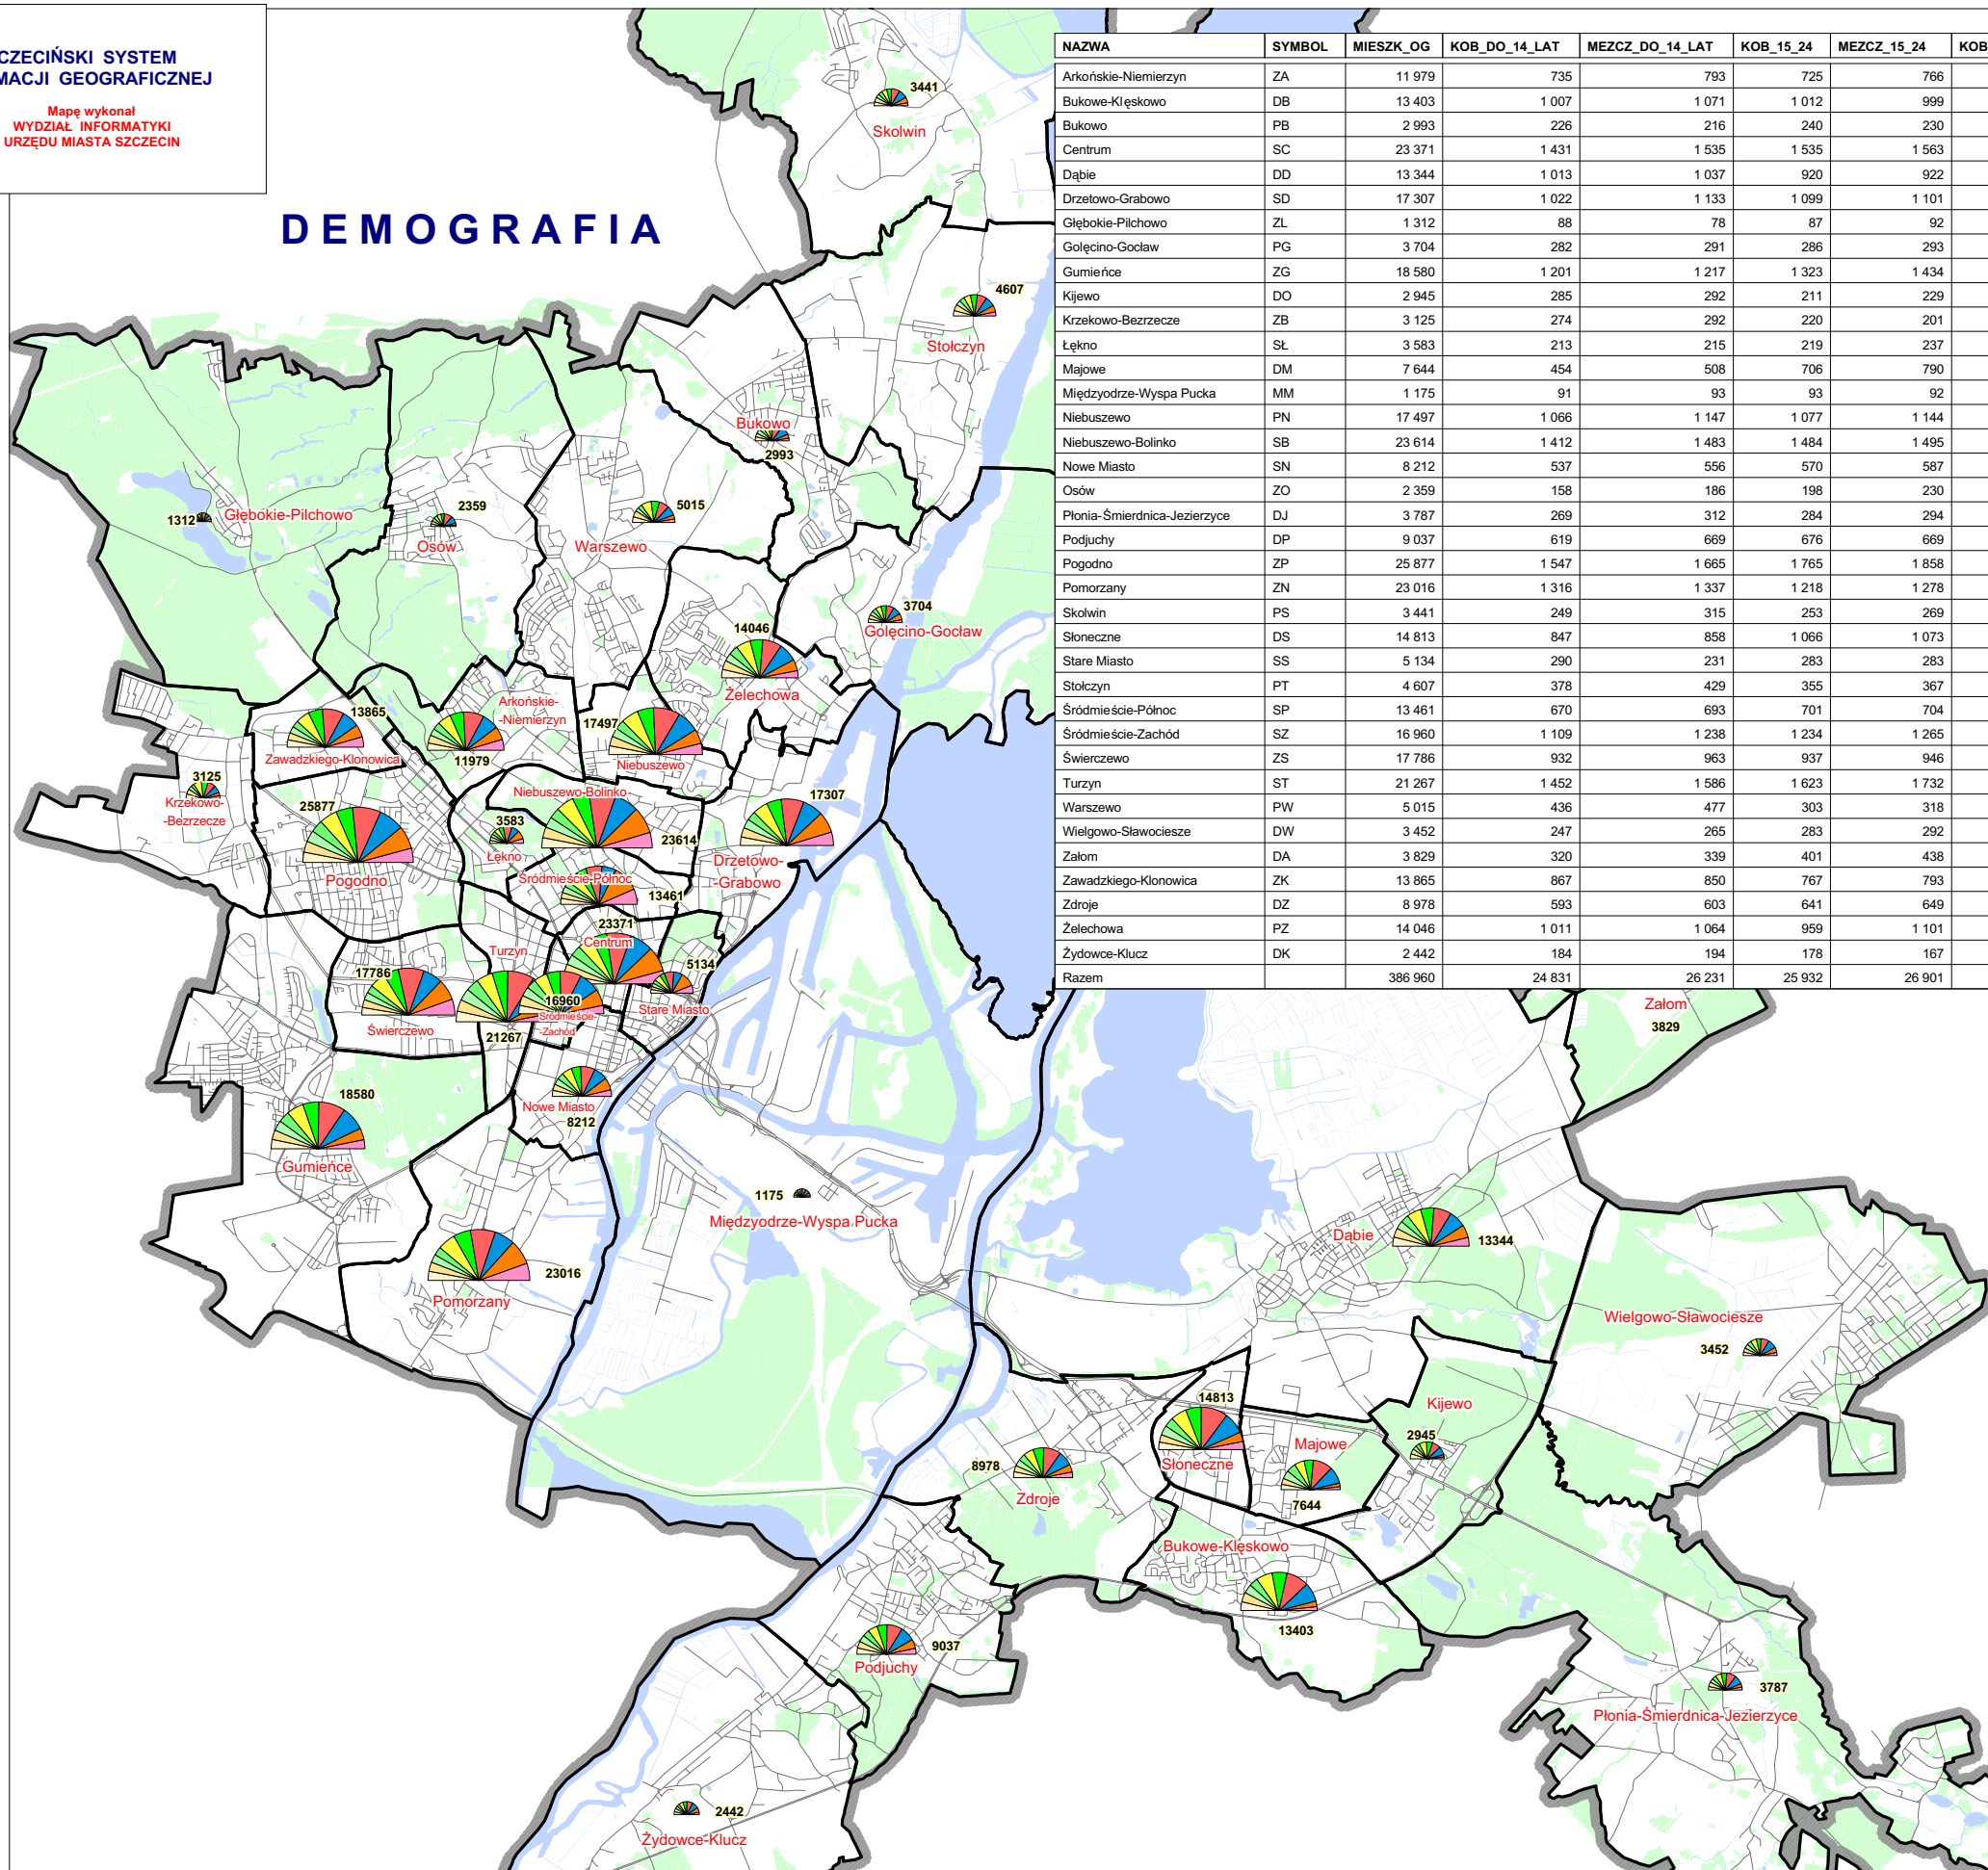 CZECIŃSKI SYSTEM
MACJI GEOGRAFICZNEJ
Mapę wykonał
WYDZIAŁ INFORMATYKI
URZĘDU MIASTA SZCZECIN
DEMOGRAFIA
NAZWA SYMBOL MIESZK_OG KOB_DO_14_LAT MEZCZ_DO_14_LAT KOB_15_24 MEZCZ_15_24 KOB
Arkońskie-Niemierzyn ZA 11 979 735 793 725 766
Bukowe-Klęskowo DB 13 403 1 007 1 071 1 012 999
Bukowo PB 2 993 226 216 240 230
Centrum SC 23 371 1 431 1 535 1 535 1 563
Dąbie DD 13 344 1 013 1 037 920 922
Drzetowo-Grabowo SD 17 307 1 022 1 133 1 099 1 101
Głębokie-Pilchowo ZL 1 312 88 78 87 92
Golęcino-Gocław PG 3 704 282 291 286 293
Gumieńce ZG 18 580 1 201 1 217 1 323 1 434
Kijewo DO 2 945 285 292 211 229
Krzekowo-Bezrzecze ZB 3 125 274 292 220 201
Łękno SŁ 3 583 213 215 219 237
Majowe DM 7 644 454 508 706 790
Międzyodrze-Wyspa Pucka MM 1 175 91 93 93 92
Niebuszewo PN 17 497 1 066 1 147 1 077 1 144
Niebuszewo-Bolinko SB 23 614 1 412 1 483 1 484 1 495
Nowe Miasto SN 8 212 537 556 570 587
Osów ZO 2 359 158 186 198 230
Płonia-Śmierdnica-Jezierzyce DJ 3 787 269 312 284 294
Podjuchy DP 9 037 619 669 676 669
Pogodno ZP 25 877 1 547 1 665 1 765 1 858
Pomorzany ZN 23 016 1 316 1 337 1 218 1 278
Skolwin PS 3 441 249 315 253 269
Słoneczne DS 14 813 847 858 1 066 1 073
Stare Miasto SS 5 134 290 231 283 283
Stołczyn PT 4 607 378 429 355 367
Śródmieście-Północ SP 13 461 670 693 701 704
Śródmieście-Zachód SZ 16 960 1 109 1 238 1 234 1 265
Świerczewo ZS 17 786 932 963 937 946
Turzyn ST 21 267 1 452 1 586 1 623 1 732
Warszewo PW 5 015 436 477 303 318
Wielgowo-Sławociesze DW 3 452 247 265 283 292
Załom DA 3 829 320 339 401 438
Zawadzkiego-Klonowica ZK 13 865 867 850 767 793
Zdroje DZ 8 978 593 603 641 649
Żelechowa PZ 14 046 1 011 1 064 959 1 101
Żydowce-Klucz DK 2 442 184 194 178 167
Razem 386 960 24 831 26 231 25 932 26 901
3441
Skolwin
4607
Stołczyn
Bukowo
2993
1312
Głębokie-Pilchowo
2359
Osów
5015
Warszewo
3704
Golęcino-Gocław
14046
Żelechowa
13865
Zawadzkiego-Klonowica
Arkońskie-
-Niemierzyn
11979
17497
Niebuszewo
3125
Krzekowo-
-Bezrzecze
25877
Pogodno
Niebuszewo-Bolinko
23614
3583
Łękno
17307
Drzetowo-
-Grabowo
Śródmieście-Północ
13461
23371
Centrum
5134
Stare Miasto
Turzyn
21267
16960
Śródmieście-
-Zachód
17786
Świerczewo
18580
Gumieńce
Nowe Miasto
8212
23016
Pomorzany
1175
Międzyodrze-Wyspa Pucka
Załom
3829
Dąbie
13344
Wielgowo-Sławociesze
3452
14813
Słoneczne
Kijewo
2945
Majowe
7644
8978
Zdroje
Bukowe-Klęskowo
13403
9037
Podjuchy
3787
Płonia-Śmierdnica-Jezierzyce
2442
Żydowce-Klucz